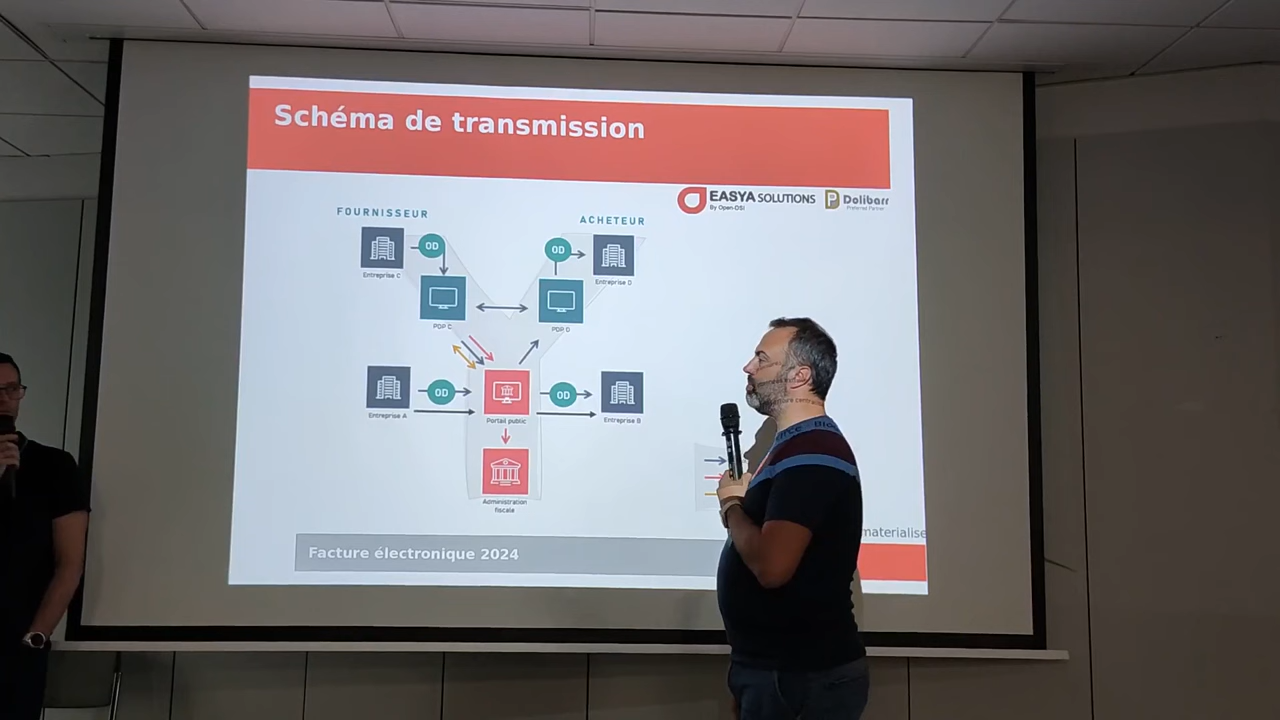 Schéma de transmission
EASYA SOLUTIONS
By Open-DSI
Dolibarr
Preferred Partner
FOURNISSEUR
ACHETEUR
OD
OD
Entreprise C
Entreprise D
PDP C
PDP D
OD
OD
Entreprise A
Portail public
Entreprise B
Administration
fiscale
materialise
Facture électronique 2024